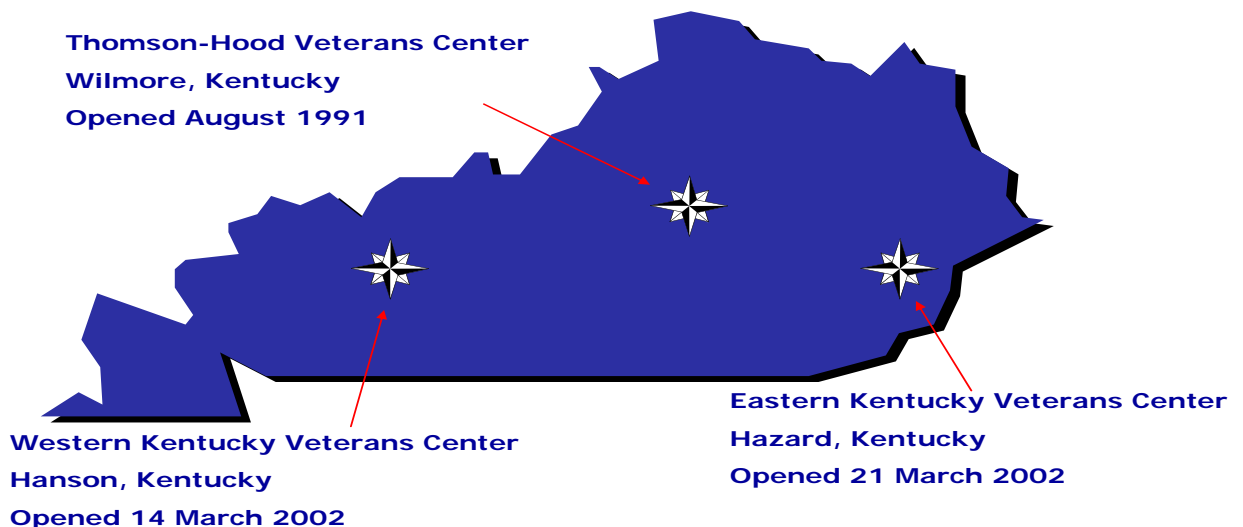 Thomson-Hood Veterans Center
Wilmore, Kentucky
Opened August 1991
Eastern Kentucky Veterans Center
Hazard, Kentucky
Opened 21 March 2002
Western Kentucky Veterans Center
Hanson, Kentucky
Opened 14 March 2002